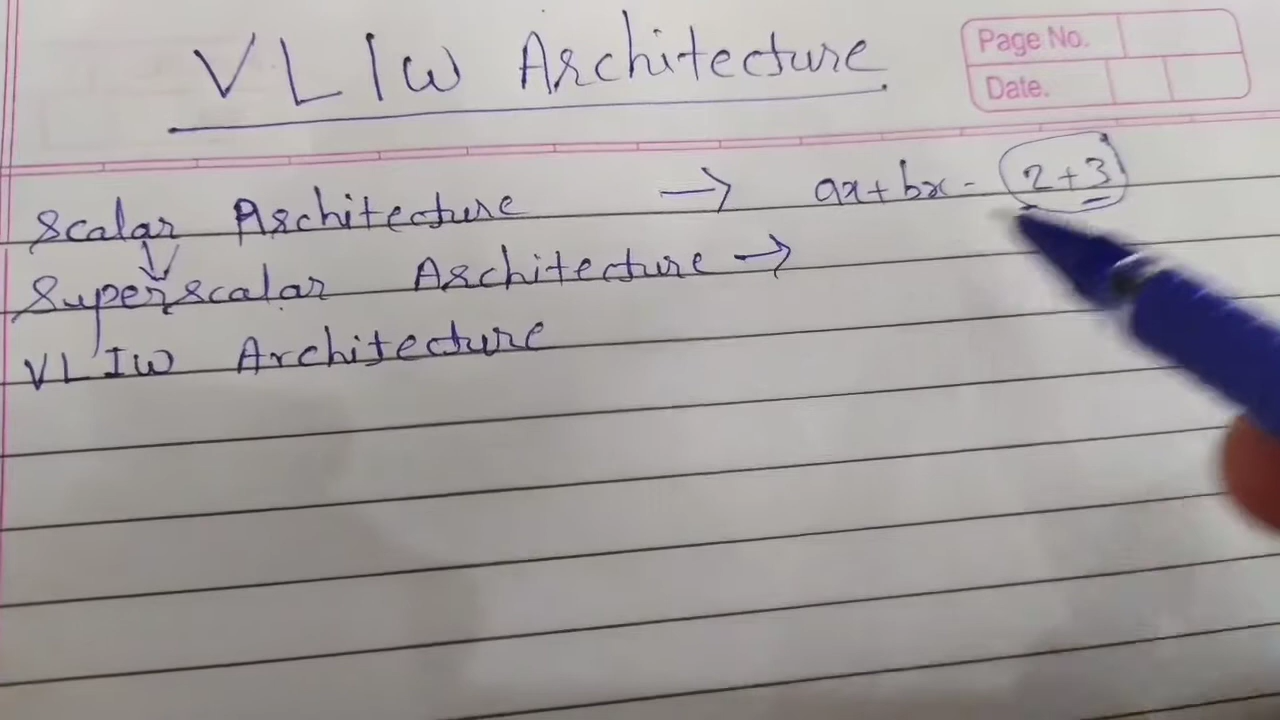 VLIW Architecture
Page No.
Date.
Scalar Architecture → ax+bx- 2+3
Superscalar Architecture →
VLIW Architecture